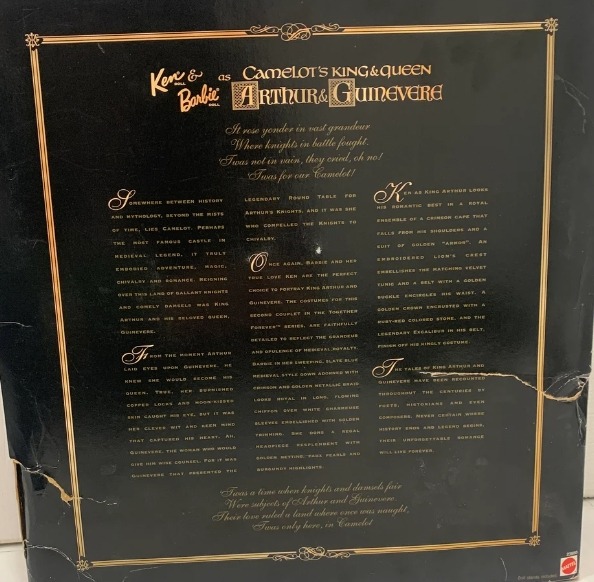 Ken & as CAMELOT'S KING & QUEEN
DOLL
Barbie ARTHUR & GUINEVERE
DOLL
It rose yonder in vast grandeur
Where knights in battle fought.
'Twas not in vain, they cried, oh no!
'Twas for our Camelot!
SOMEWHERE BETWEEN HISTORY
AND MYTHOLOGY, BEYOND THE MISTS
OF TIME, LIES CAMELOT. PERHAPS
THE MOST FAMOUS CASTLE IN
MEDIEVAL LEGEND, IT TRULY
EMBODIED ADVENTURE, MAGIC,
CHIVALRY AND ROMANCE. REIGNING
OVER THIS LAND OF GALLANT KNIGHTS
AND COMELY DAMSELS WAS KING
ARTHUR AND HIS BELOVED QUEEN,
GUINEVERE.
FROM THE MOMENT ARTHUR
LAID EYES UPON GUINEVERE, HE
KNEW SHE WOULD BECOME HIS
QUEEN. TRUE, HER BURNISHED
COPPER LOCKS AND MOON-KISSED
SKIN CAUGHT HIS EYE, BUT IT WAS
HER CLEVER WIT AND KEEN MIND
THAT CAPTURED HIS HEART. AH,
GUINEVERE, THE WOMAN WHO WOULD
GIVE HIM WISE COUNSEL. FOR IT WAS
GUINEVERE THAT PRESENTED THE
LEGENDARY ROUND TABLE FOR
ARTHUR'S KNIGHTS, AND IT WAS SHE
WHO COMPELLED THE KNIGHTS TO
CHIVALRY.
ONCE AGAIN, BARBIE AND HER
TRUE LOVE KEN ARE THE PERFECT
CHOICE TO PORTRAY KING ARTHUR AND
GUINEVERE. THE COSTUMES FOR THIS
SECOND COUPLET IN THE TOGETHER
FOREVER™ SERIES, ARE FAITHFULLY
DETAILED TO REFLECT THE GRANDEUR
AND OPULENCE OF MEDIEVAL ROYALTY.
BARBIE IN HER SWEEPING, SLATE BLUE
MEDIEVAL-STYLE GOWN ADORNED WITH
CRIMSON AND GOLDEN METALLIC BRAID
LOOKS ROYAL IN LONG, FLOWING
CHIFFON OVER WHITE CHARMEUSE
SLEEVES EMBELLISHED WITH GOLDEN
TRIMMING. SHE DONS A REGAL
HEADPIECE RESPLENDENT WITH
GOLDEN NETTING, TINY PEARLS AND
BURGUNDY HIGHLIGHTS.
KEN AS KING ARTHUR LOOKS
HIS ROMANTIC BEST IN A ROYAL
ENSEMBLE OF A CRIMSON CAPE THAT
FALLS FROM HIS SHOULDERS AND A
SUIT OF GOLDEN "ARMOR". AN
EMBROIDERED LION'S CREST
EMBELLISHES THE MATCHING VELVET
TUNIC AND A BELT WITH A GOLDEN
BUCKLE ENCIRCLES HIS WAIST. A
GOLDEN CROWN ENCRUSTED WITH A
RUBY-RED COLORED STONE, AND THE
LEGENDARY EXCALIBUR IN HIS BELT,
FINISH OFF HIS KINGLY COSTUME.
THE TALES OF KING ARTHUR AND
GUINEVERE HAVE BEEN RECOUNTED
THROUGHOUT THE CENTURIES BY
POETS, HISTORIANS AND EVEN
COMPOSERS. NEVER CERTAIN WHERE
HISTORY ENDS AND LEGEND BEGINS,
THEIR UNFORGETTABLE ROMANCE
WILL LIVE FOREVER.
'Twas a time when knights and damsels fair
Were subjects of Arthur and Guinevere.
Their love ruled a land where once was naught,
'Twas only here, in Camelot
MATTEL